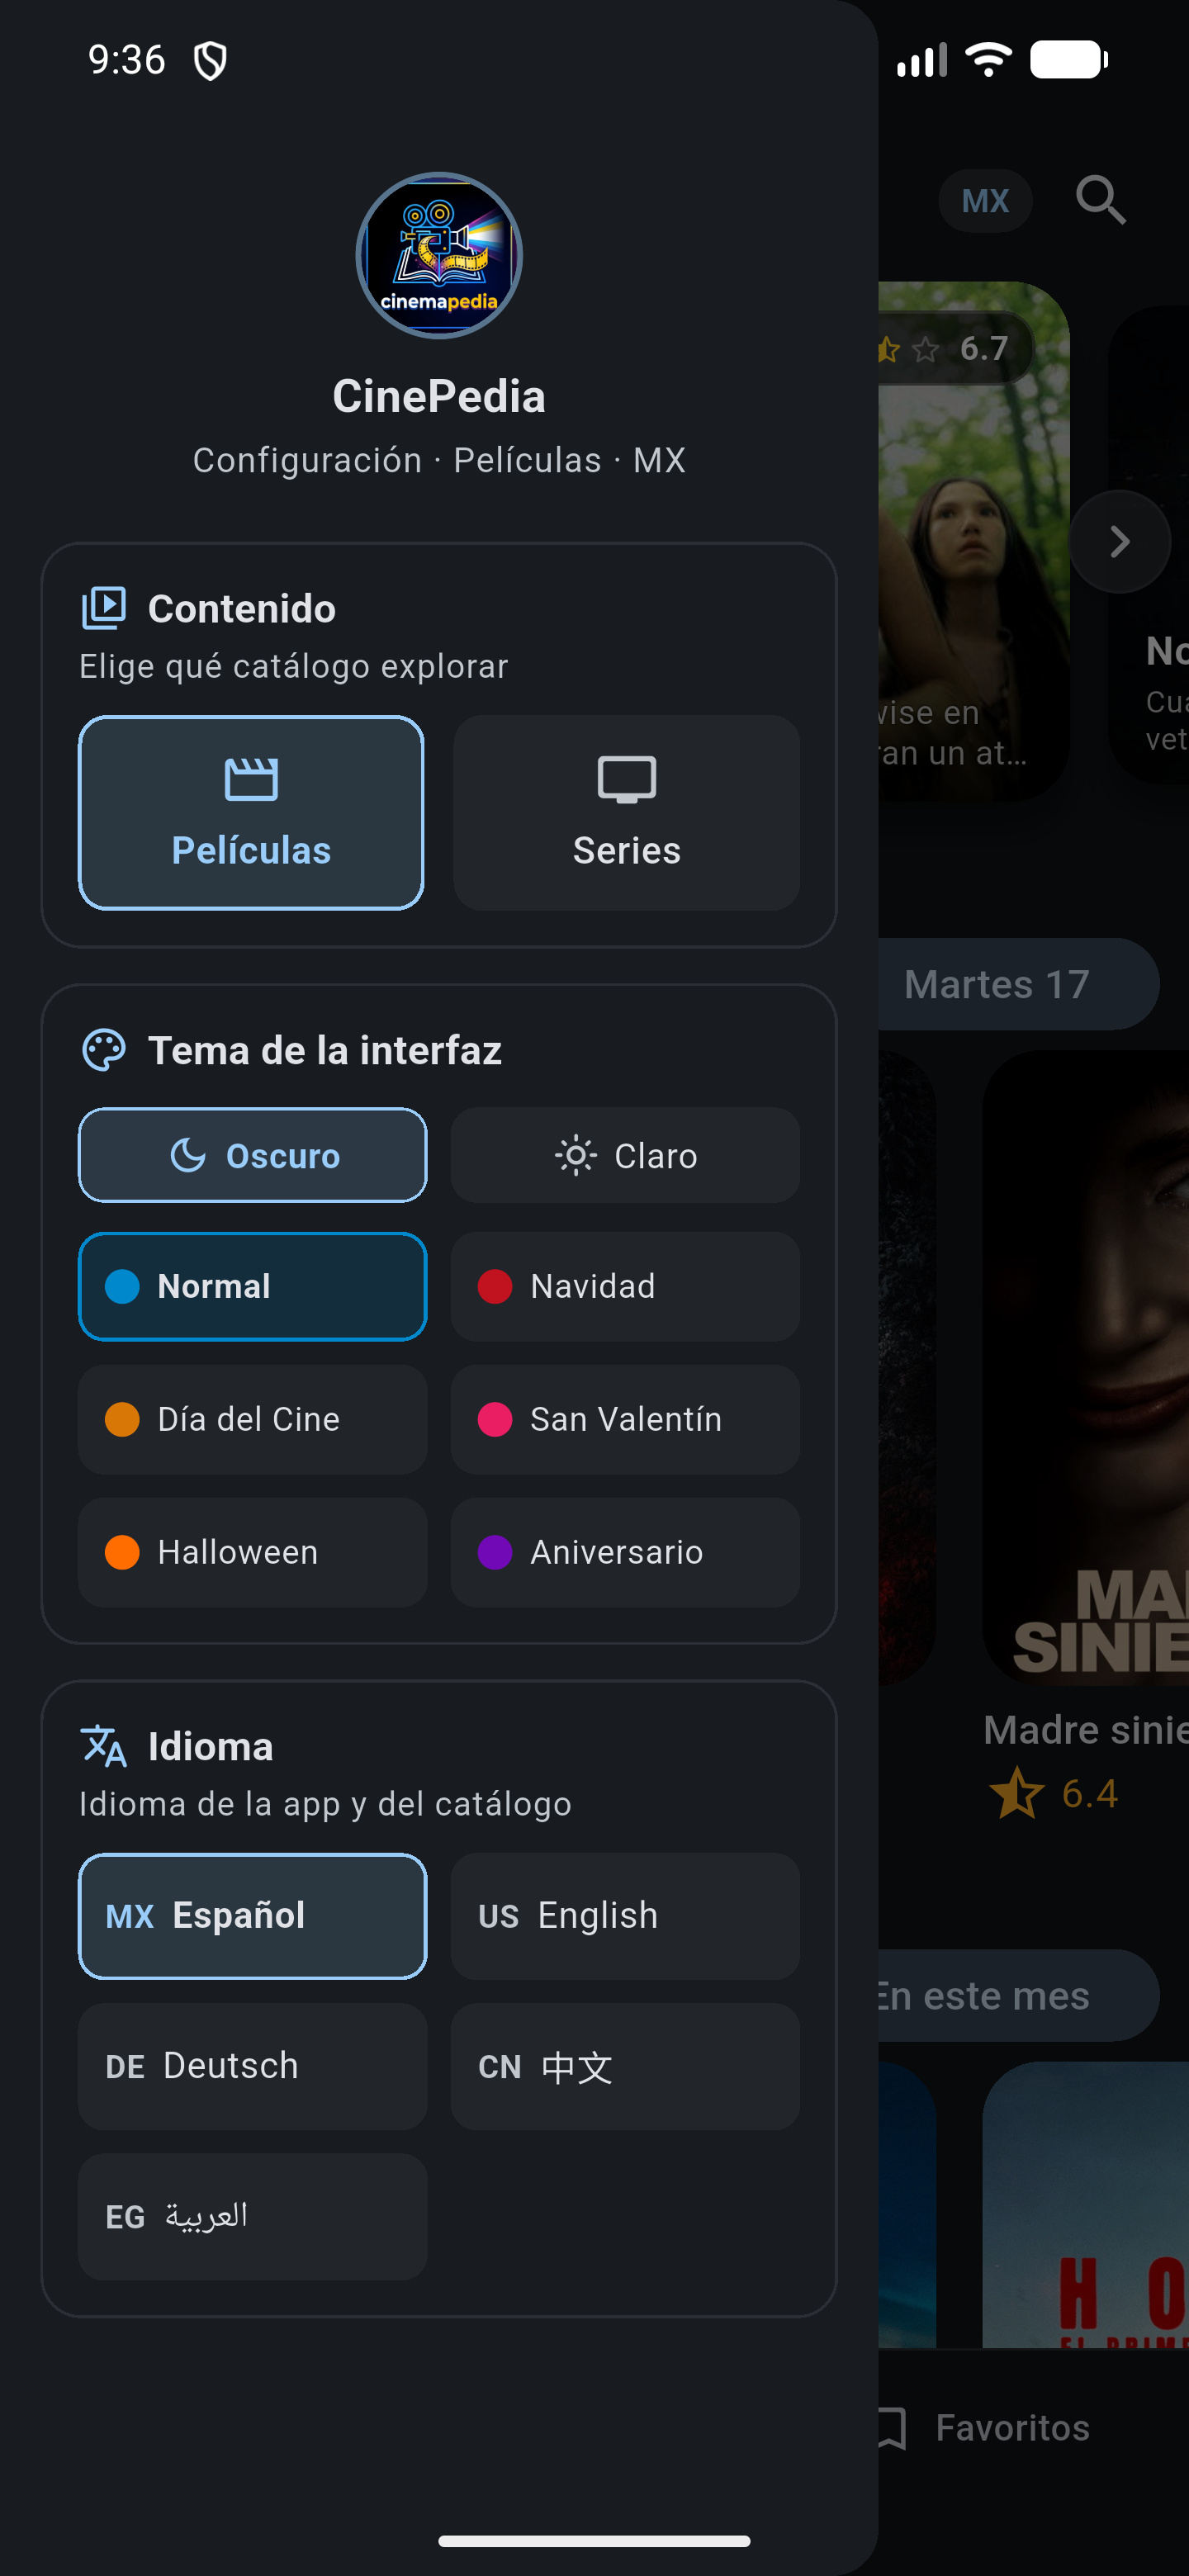 9:36
MX
cinemapedia
CinePedia
Configuración · Películas · MX
6.7
Contenido
Elige qué catálogo explorar
Películas
Series
en
un at...
Martes 17
Tema de la interfaz
Oscuro
Claro
Normal
Navidad
Día del Cine
San Valentín
Halloween
Aniversario
Idioma
Idioma de la app y del catálogo
MX Español
US English
DE Deutsch
CN 中文
EG العربية
Madre
6.4
En este mes
Favoritos